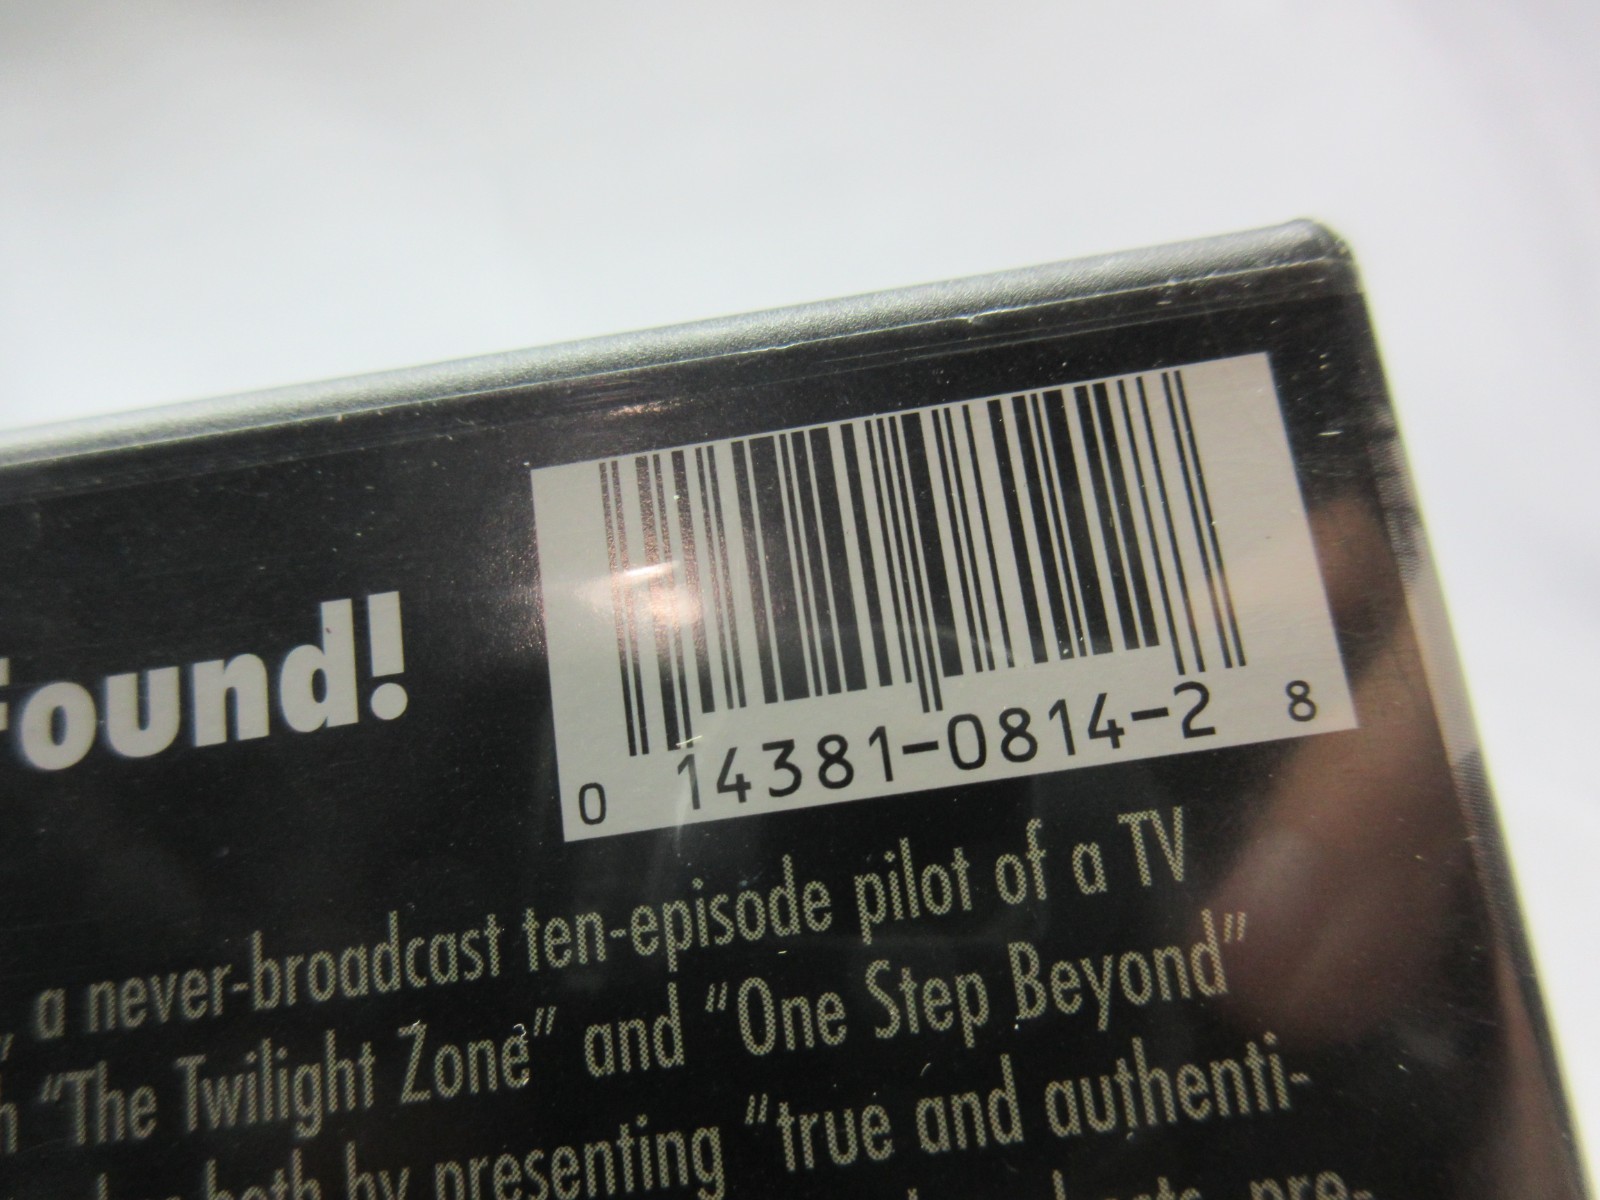 Found!
0 14381-0814-2 8
, a never-broadcast ten-episode pilot of a TV
"The Twilight Zone" and "One Step Beyond"
both by presenting "true and authenti-
pre-